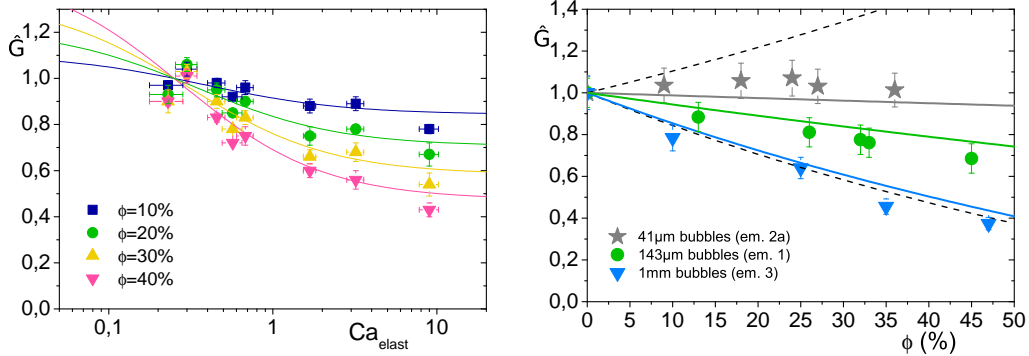 1,2
1,0
0,8
0,6
0,4
0,2
0,0
Ĝ
ϕ=10%
ϕ=20%
ϕ=30%
ϕ=40%
0,1
1
10
Ca elast
1,4
1,2
1,0
0,8
0,6
0,4
0,2
0,0
Ĝ
41µm bubbles (em. 2a)
143µm bubbles (em. 1)
1mm bubbles (em. 3)
0 5 10 15 20 25 30 35 40 45 50
ϕ (%)